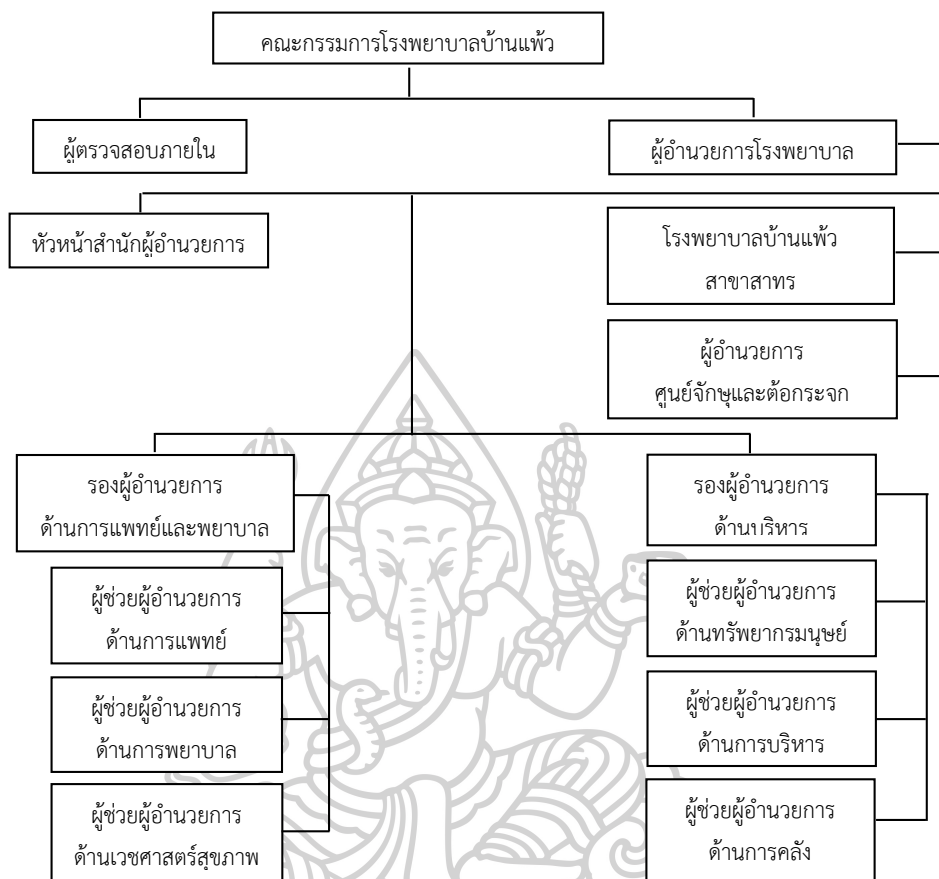 คณะกรรมการโรงพยาบาลบ้านแพ้ว
ผู้ตรวจสอบภายใน
ผู้อำนวยการโรงพยาบาล
หัวหน้าสำนักผู้อำนวยการ
โรงพยาบาลบ้านแพ้ว
สาขาสาทร
ผู้อำนวยการ
ศูนย์จักษุและต้อกระจก
รองผู้อำนวยการ
ด้านการแพทย์และพยาบาล
ผู้ช่วยผู้อำนวยการ
ด้านการแพทย์
ผู้ช่วยผู้อำนวยการ
ด้านการพยาบาล
ผู้ช่วยผู้อำนวยการ
ด้านเวชศาสตร์สุขภาพ
รองผู้อำนวยการ
ด้านบริหาร
ผู้ช่วยผู้อำนวยการ
ด้านทรัพยากรมนุษย์
ผู้ช่วยผู้อำนวยการ
ด้านการบริหาร
ผู้ช่วยผู้อำนวยการ
ด้านการคลัง